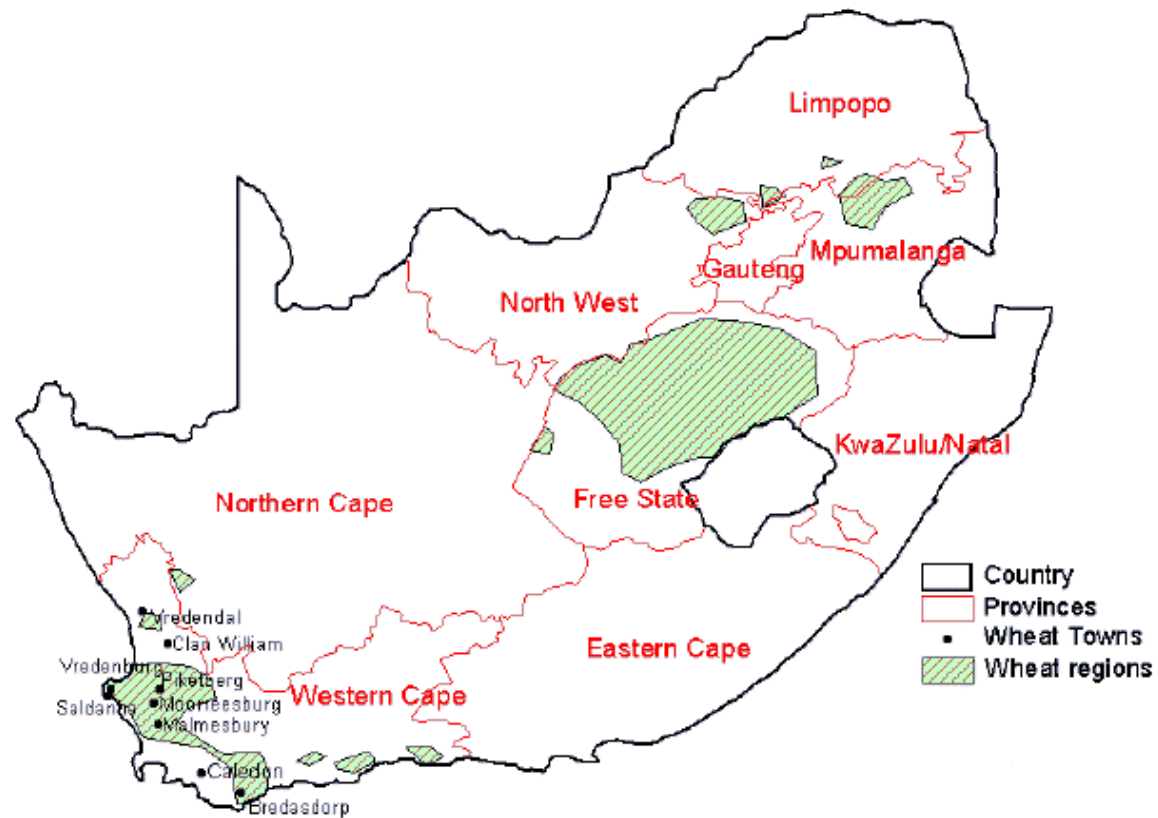 Limpopo
Mpumalanga
Gauteng
North West
KwaZulu/Natal
Northern Cape
Free State
Country
Provinces
Wheat Towns
Wheat regions
Vredendal
Clan William
Eastern Cape
Vredenburg
Piketberg
Western Cape
Saldanha
Moorreesburg
Malmesbury
Caledon
Bredasdorp